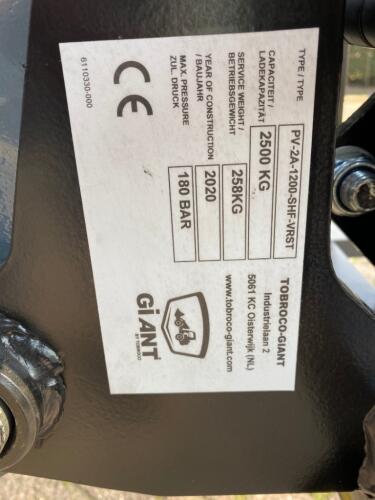 TOBROCO-GIANT
Industrielaan 2
5061 KC Oisterwijk (NL)
www.tobroco-giant.com
GiANT
BY TOBROCO
TYPE / TYPE
PV-2A-1200-SHF-VRST
CAPACITEIT /
LADEKAPAZITÄT
2500 KG
SERVICE WEIGHT /
BETRIEBSGEWICHT
258KG
YEAR OF CONSTRUCTION
/ BAUJAHR
2020
MAX. PRESSURE
ZUL. DRUCK
180 BAR
CE
6110330-000